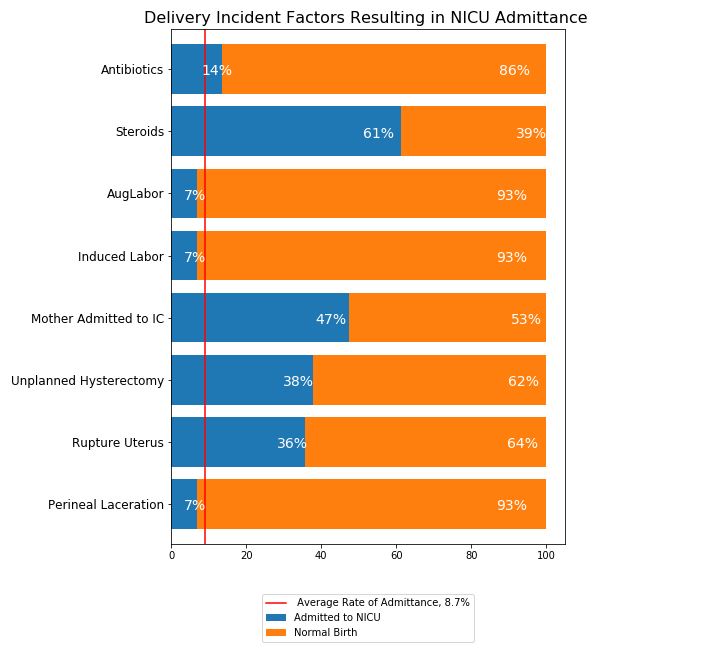 Delivery Incident Factors Resulting in NICU Admittance
Antibiotics 14% 86%
Steroids 61% 39%
AugLabor 7% 93%
Induced Labor 7% 93%
Mother Admitted to IC 47% 53%
Unplanned Hysterectomy 38% 62%
Rupture Uterus 36% 64%
Perineal Laceration 7% 93%
0 20 40 60 80 100
Average Rate of Admittance, 8.7%
Admitted to NICU
Normal Birth